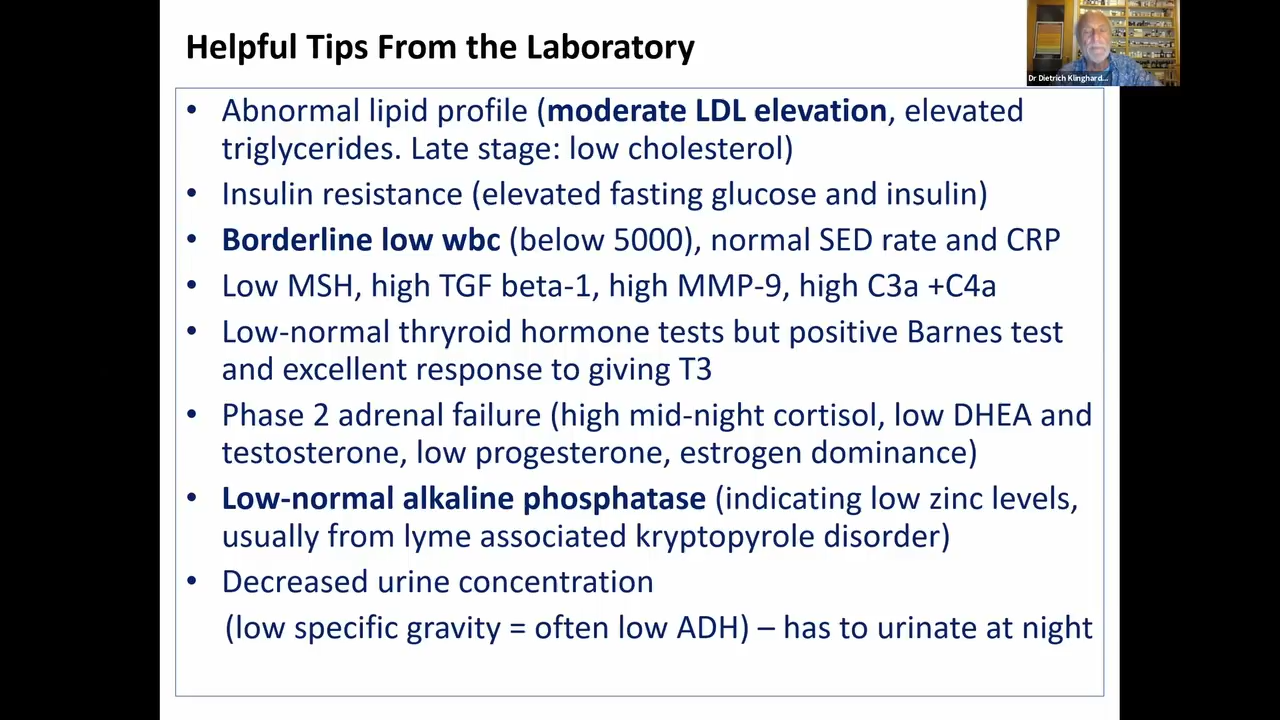 Helpful Tips From the Laboratory
Dr Dietrich Klinghard...
• Abnormal lipid profile (moderate LDL elevation, elevated
triglycerides. Late stage: low cholesterol)
• Insulin resistance (elevated fasting glucose and insulin)
• Borderline low wbc (below 5000), normal SED rate and CRP
• Low MSH, high TGF beta-1, high MMP-9, high C3a +C4a
• Low-normal thryroid hormone tests but positive Barnes test
and excellent response to giving T3
• Phase 2 adrenal failure (high mid-night cortisol, low DHEA and
testosterone, low progesterone, estrogen dominance)
• Low-normal alkaline phosphatase (indicating low zinc levels,
usually from lyme associated kryptopyrole disorder)
• Decreased urine concentration
(low specific gravity = often low ADH) – has to urinate at night